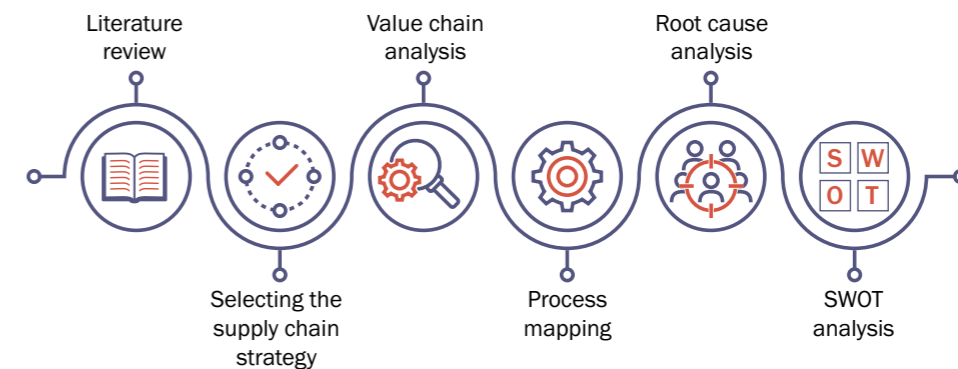 Literature
review
Selecting the
supply chain
strategy
Value chain
analysis
Process
mapping
Root cause
analysis
S W
O T
SWOT
analysis